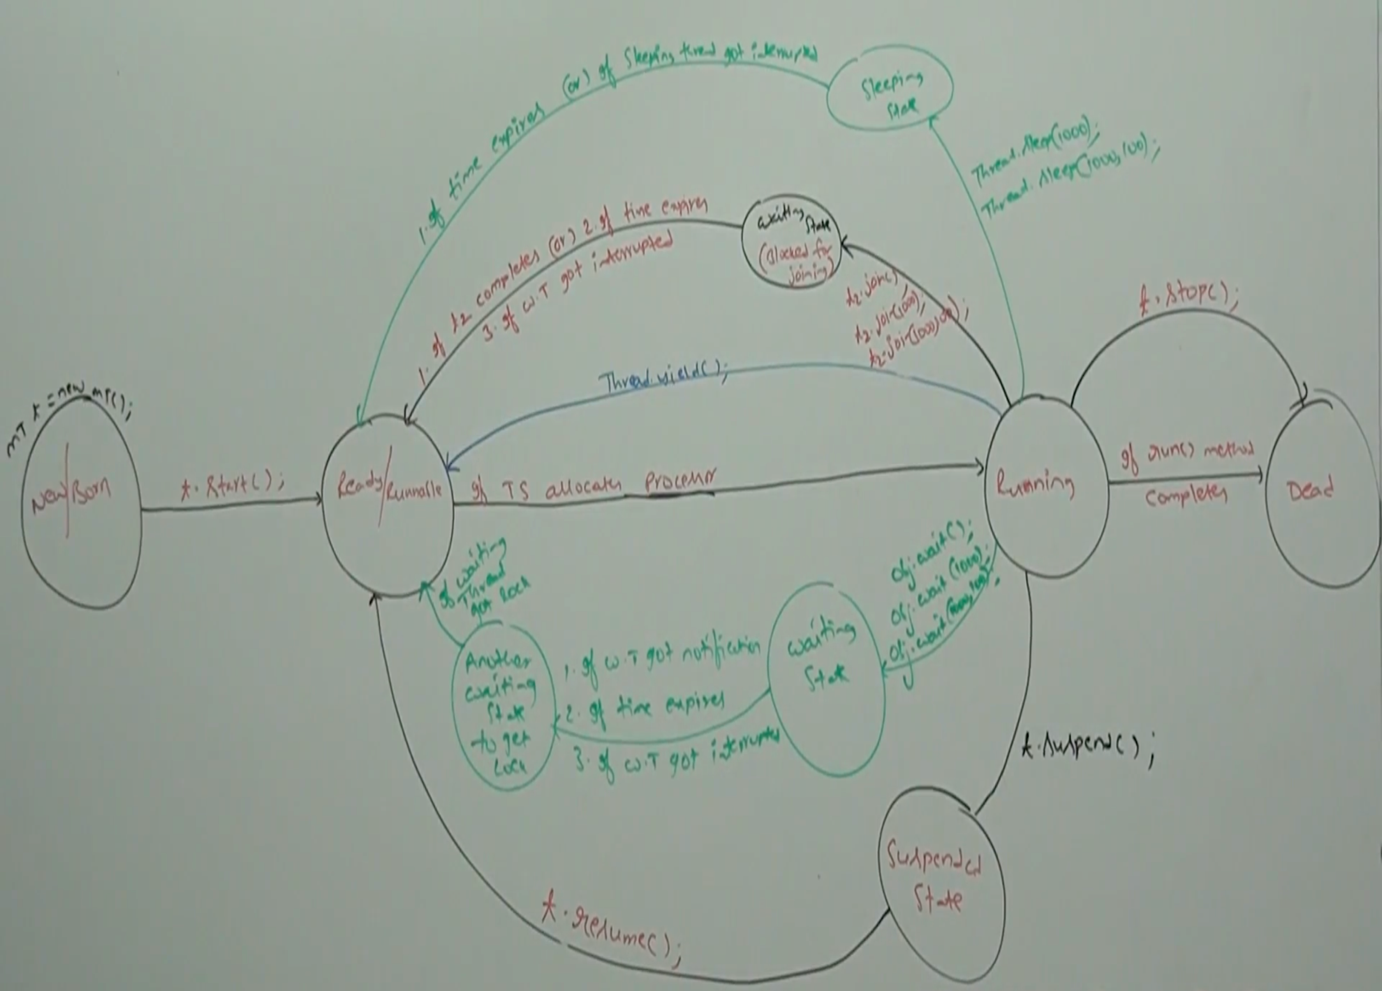 1. If time expires (or) if Sleeping thread got interrupted
Sleeping
State
Thread.sleep(1000);
Thread.sleep(1000,100);
1. If t2 completes (or) 2. if time expires
3. If W.T got interrupted
waiting
State
(Blocked for
joining)
t2.join();
t2.join(1000);
t2.join(1000,100);
t.stop();
Thread.yield();
MT t = new MT();
New/Born
t.start();
Ready/Runnable
If TS allocates Processor
Running
If run() method
completes
Dead
If waiting
Thread
got lock
obj.wait();
obj.wait(1000);
obj.wait(1000,100);
Another
waiting
State
to get
lock
1. If W.T got notification
2. If time expires
3. If W.T got interrupted
waiting
State
t.suspend();
Suspended
State
t.resume();